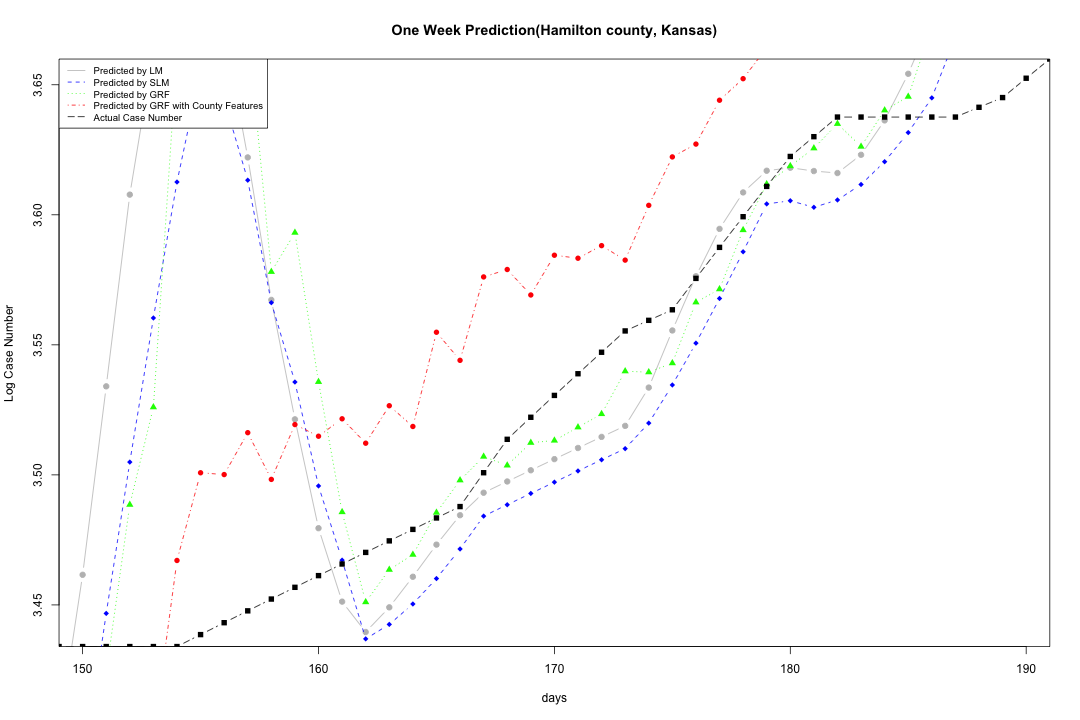 One Week Prediction(Hamilton county, Kansas)
Predicted by LM
Predicted by SLM
Predicted by GRF
Predicted by GRF with County Features
Actual Case Number
Log Case Number
3.65
3.60
3.55
3.50
3.45
150 160 170 180 190
days